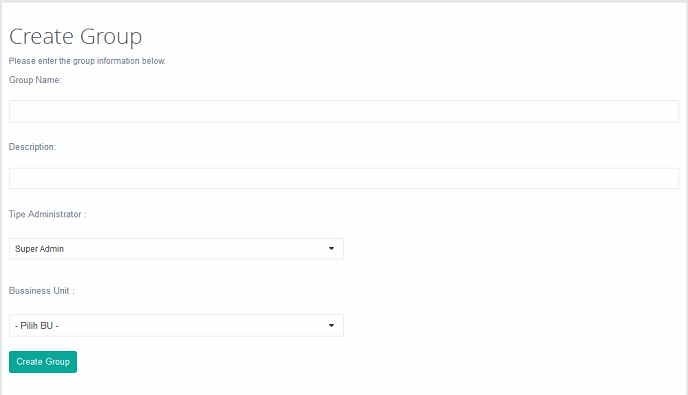 Create Group
Please enter the group information below.
Group Name:
Description:
Tipe Administrator :
Super Admin
Bussiness Unit :
- Pilih BU -
Create Group